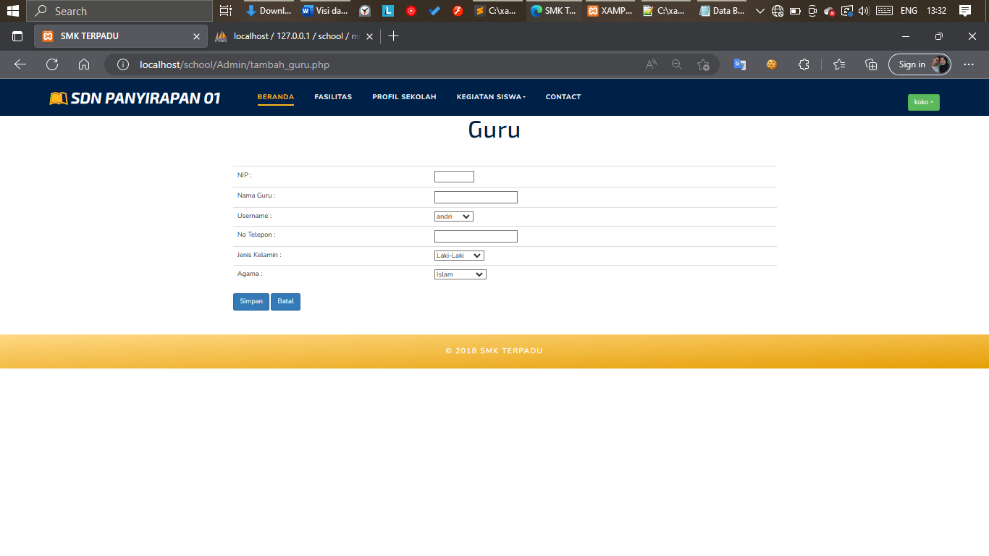 Search
Downl...
Visi da...
C:\xa...
SMK T...
XAMP...
C:\xa...
Data B...
ENG
13:32
SMK TERPADU
localhost / 127.0.0.1 / school / m
localhost/school/Admin/tambah_guru.php
Sign in
SDN PANYIRAPAN 01
BERANDA
FASILITAS
PROFIL SEKOLAH
KEGIATAN SISWA
CONTACT
koko
Guru
NIP :
Nama Guru :
Username :
andri
No Telepon :
Jenis Kelamin :
Laki-Laki
Agama :
Islam
Simpan
Batal
© 2018 SMK TERPADU